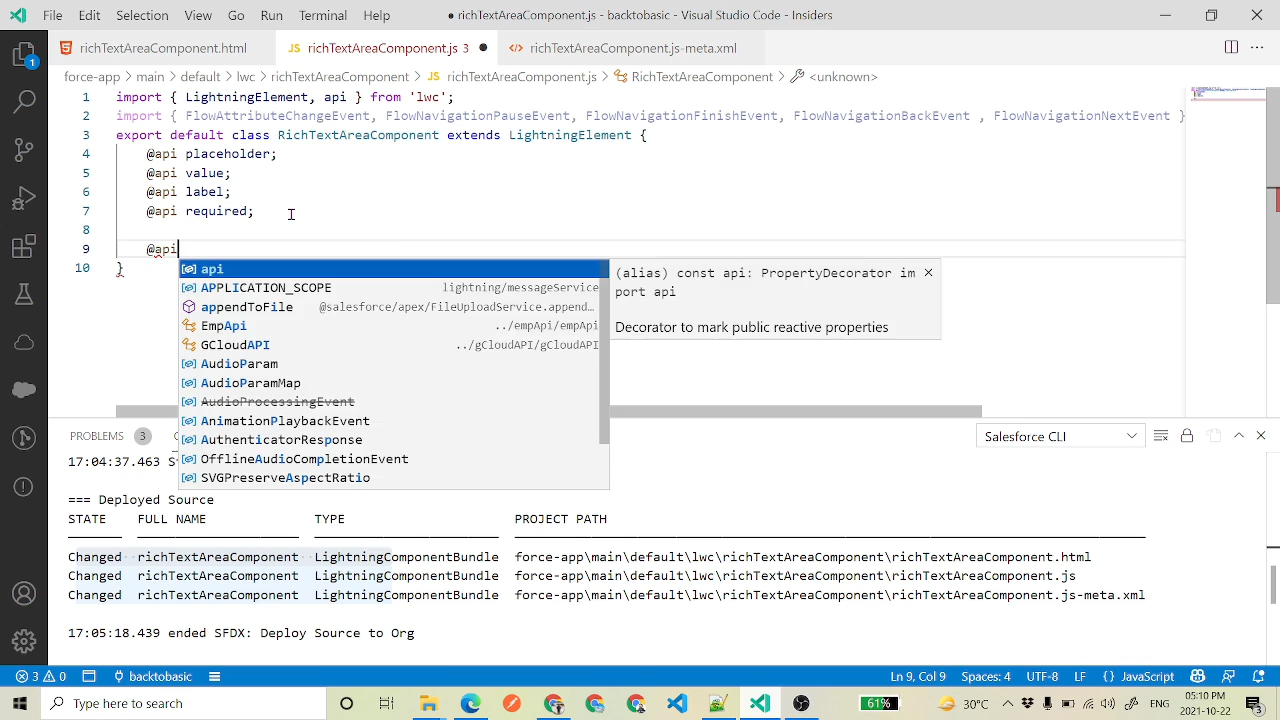 File Edit Selection View Go Run Terminal Help ● richTextAreaComponent.js - backtobasic - Visual Studio Code - Insiders
richTextAreaComponent.html JS richTextAreaComponent.js 3 ● richTextAreaComponent.js-meta.xml
force-app > main > default > lwc > richTextAreaComponent > JS richTextAreaComponent.js > RichTextAreaComponent > <unknown>
1 import { LightningElement, api } from 'lwc';
2 import { FlowAttributeChangeEvent, FlowNavigationPauseEvent, FlowNavigationFinishEvent, FlowNavigationBackEvent , FlowNavigationNextEvent }
3 export default class RichTextAreaComponent extends LightningElement {
4 @api placeholder;
5 @api value;
6 @api label;
7 @api required;
8
9 @api
10 }
api
APPLICATION_SCOPE lightning/messageService
appendToFile @salesforce/apex/FileUploadService.append…
EmpApi ../empApi/empApi
GCloudAPI ../gCloudAPI/gCloudAPI
AudioParam
AudioParamMap
AudioProcessingEvent
AnimationPlaybackEvent
AuthenticatorResponse
OfflineAudioCompletionEvent
SVGPreserveAspectRatio
(alias) const api: PropertyDecorator im
port api
Decorator to mark public reactive properties
PROBLEMS 3 Salesforce CLI
17:04:37.463
=== Deployed Source
STATE FULL NAME TYPE PROJECT PATH
Changed richTextAreaComponent LightningComponentBundle force-app\main\default\lwc\richTextAreaComponent\richTextAreaComponent.html
Changed richTextAreaComponent LightningComponentBundle force-app\main\default\lwc\richTextAreaComponent\richTextAreaComponent.js
Changed richTextAreaComponent LightningComponentBundle force-app\main\default\lwc\richTextAreaComponent\richTextAreaComponent.js-meta.xml
17:05:18.439 ended SFDX: Deploy Source to Org
3 0 backtobasic Ln 9, Col 9 Spaces: 4 UTF-8 LF {} JavaScript
Type here to search 61% 30°C 05:10 PM
2021-10-22 3